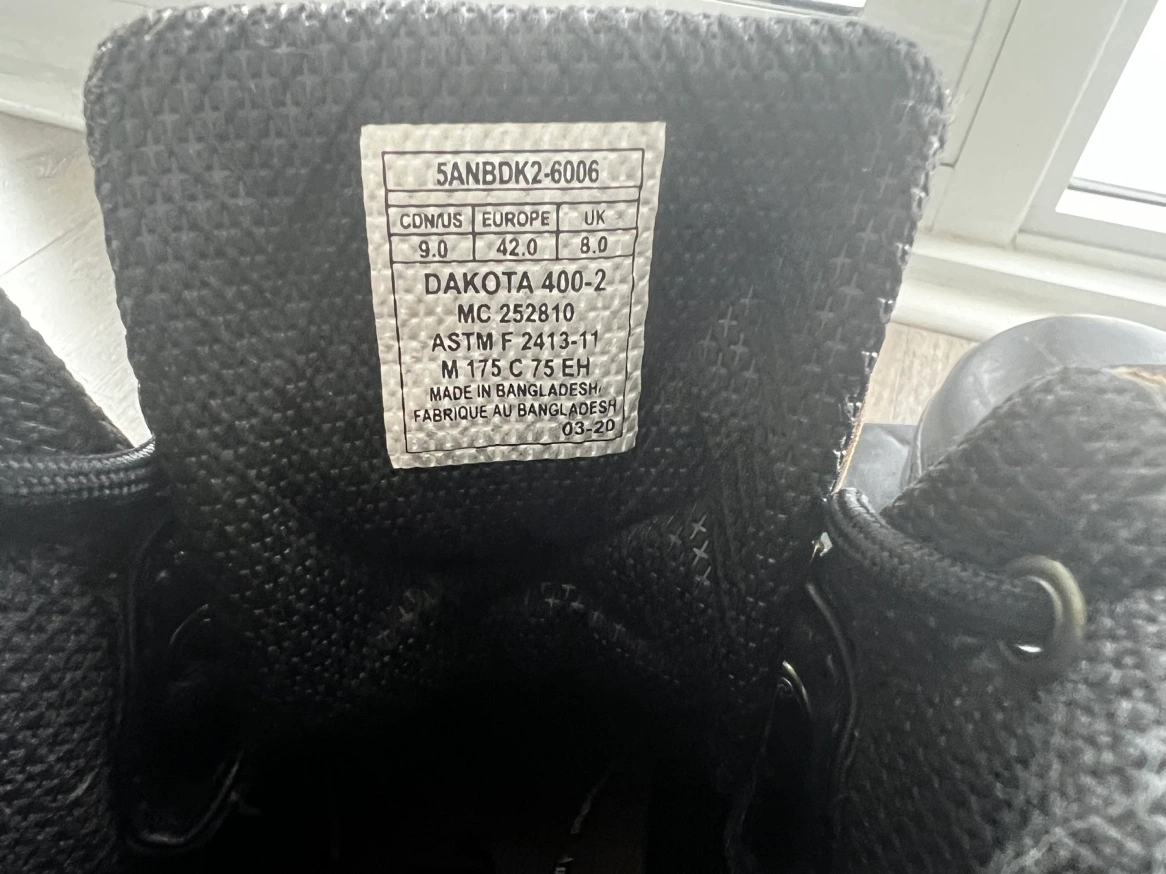 5ANBDK2-6006
CDN/US EUROPE UK
9.0 42.0 8.0
DAKOTA 400-2
MC 252810
ASTM F 2413-11
M 175 C 75 EH
MADE IN BANGLADESH/
FABRIQUE AU BANGLADESH
03-20